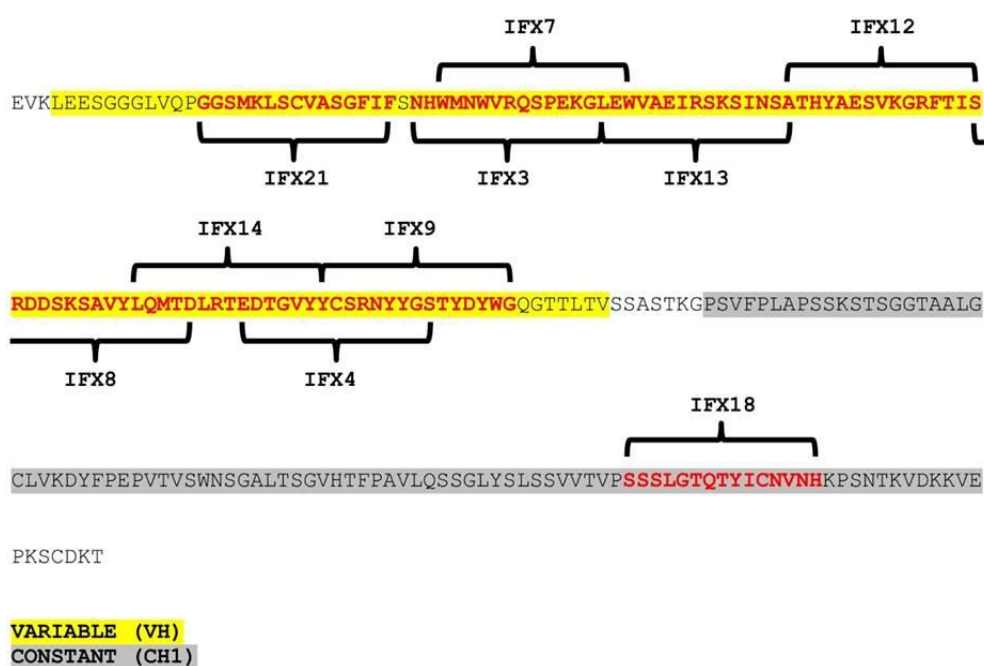 IFX7 IFX12
EVKLEESGGGLVQPGGSMKLSCVASGFIFSNHWMNWVRQSPEKGLEWVAEIRSKSINSATHYAESVKGRFTIS
IFX21 IFX3 IFX13
IFX14 IFX9
RDDSKSAVYLQMTDLRTEDTGVYYCSRNYYGSTYDYWGQGTTLTVSSASTKGPSVFPLAPSSKSTSGGTAALG
IFX8 IFX4
IFX18
CLVKDYFPEPVTVSWNSGALTSGVHTFPAVLQSSGLYSLSSVVTVPSSSLGTQTYICNVNHKPSNTKVDKKVE
PKSCDKT
VARIABLE (VH)
CONSTANT (CH1)